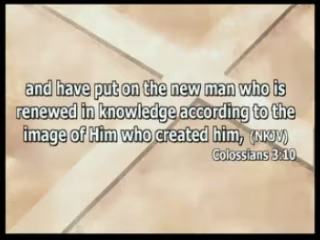 and have put on the new man who is
renewed in knowledge according to the
image of Him who created him, (NKJV)
Colossians 3:10